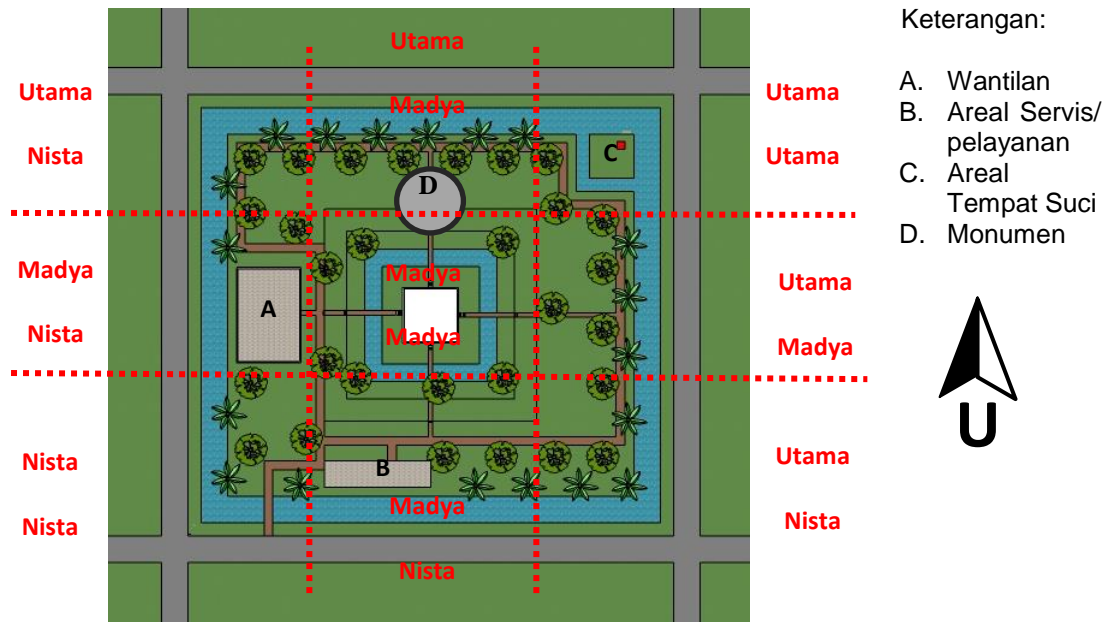 Utama
Madya
Utama
Nista
Utama
Utama
Madya
Nista
Madya
Madya
Utama
Madya
Nista
Nista
Utama
Nista
Madya
Nista
A
B
C
D
Keterangan:
A. Wantilan
B. Areal Servis/
pelayanan
C. Areal
Tempat Suci
D. Monumen
U